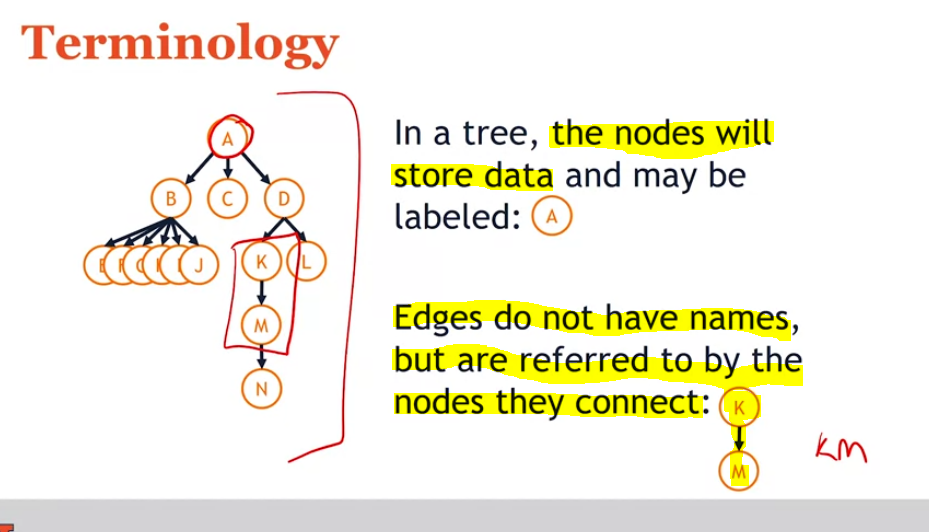 Terminology
In a tree, the nodes will
store data and may be
labeled: A
A
B C D
J K L
M
N
Edges do not have names,
but are referred to by the
nodes they connect: K
M
KM